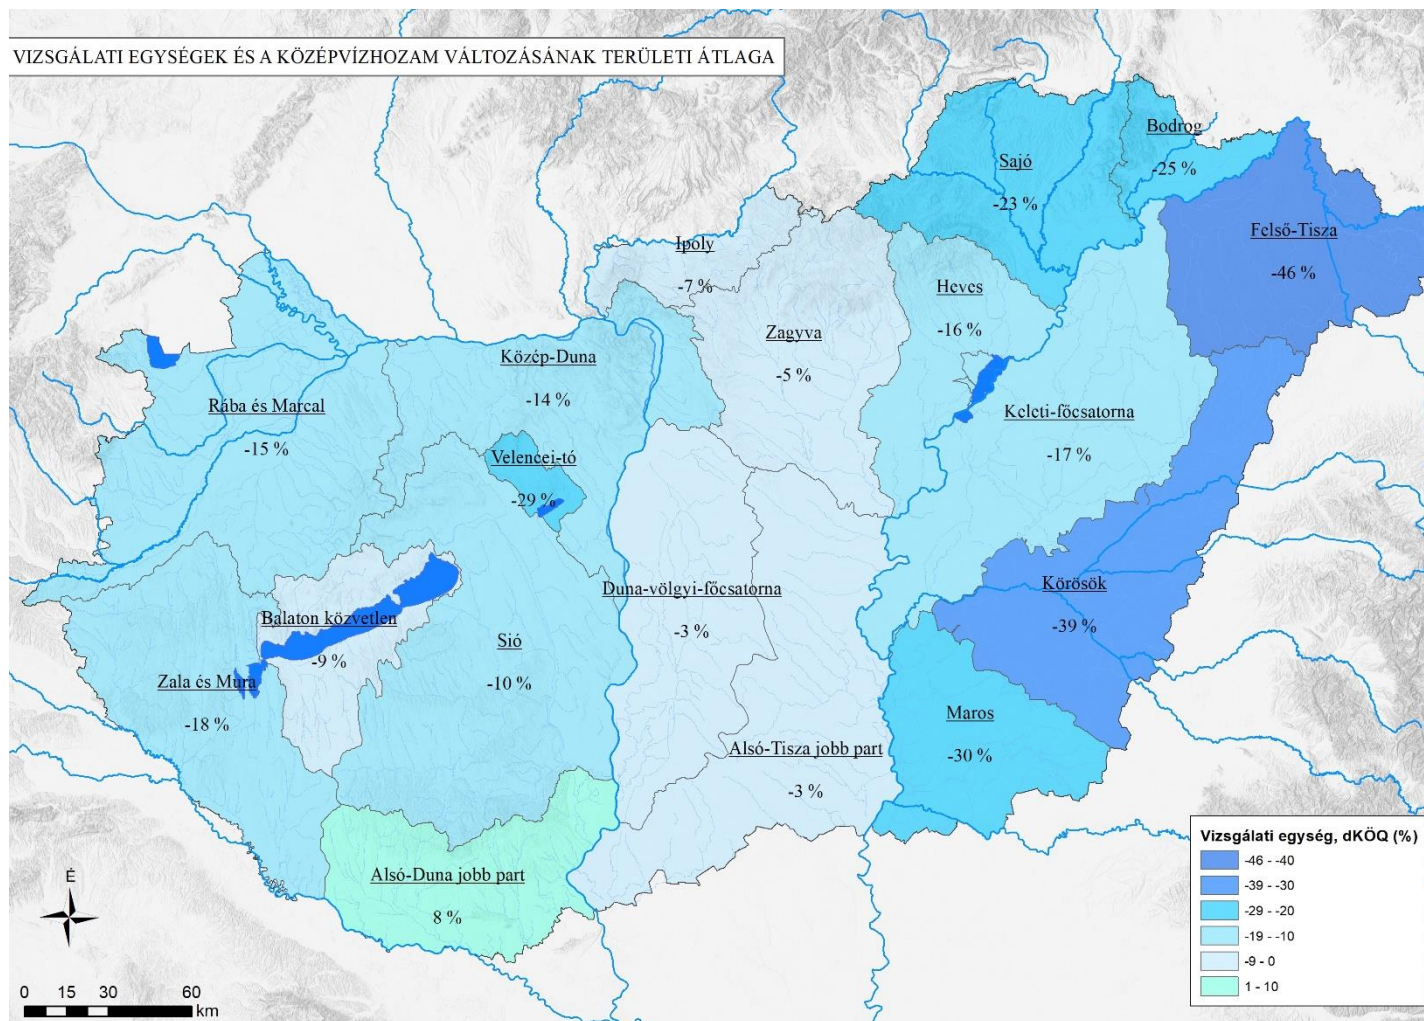 VIZSGÁLATI EGYSÉGEK ÉS A KÖZÉPVÍZHOZAM VÁLTOZÁSÁNAK TERÜLETI ÁTLAGA
Bodrog
-25 %
Sajó
-23 %
Felső-Tisza
-46 %
Ipoly
-7 %
Heves
-16 %
Zagyva
-5 %
Közép-Duna
-14 %
Rába és Marcal
-15 %
Keleti-főcsatorna
-17 %
Velencei-tó
-29 %
Duna-völgyi-főcsatorna
-3 %
Körösök
-39 %
Balaton közvetlen
-9 %
Sió
-10 %
Zala és Mura
-18 %
Maros
-30 %
Alsó-Tisza jobb part
-3 %
Alsó-Duna jobb part
8 %
Vizsgálati egység, dKÖQ (%)
-46 - -40
-39 - -30
-29 - -20
-19 - -10
-9 - 0
1 - 10
É
0 15 30 60
km